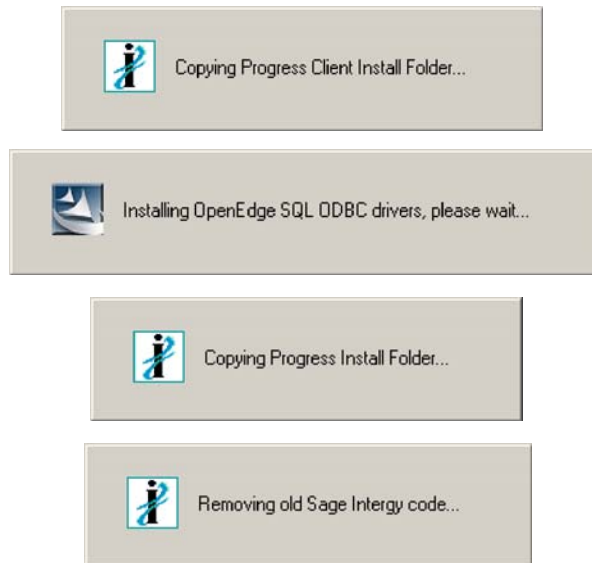 Copying Progress Client Install Folder...
Installing OpenEdge SQL ODBC drivers, please wait...
Copying Progress Install Folder...
Removing old Sage Intergy code...